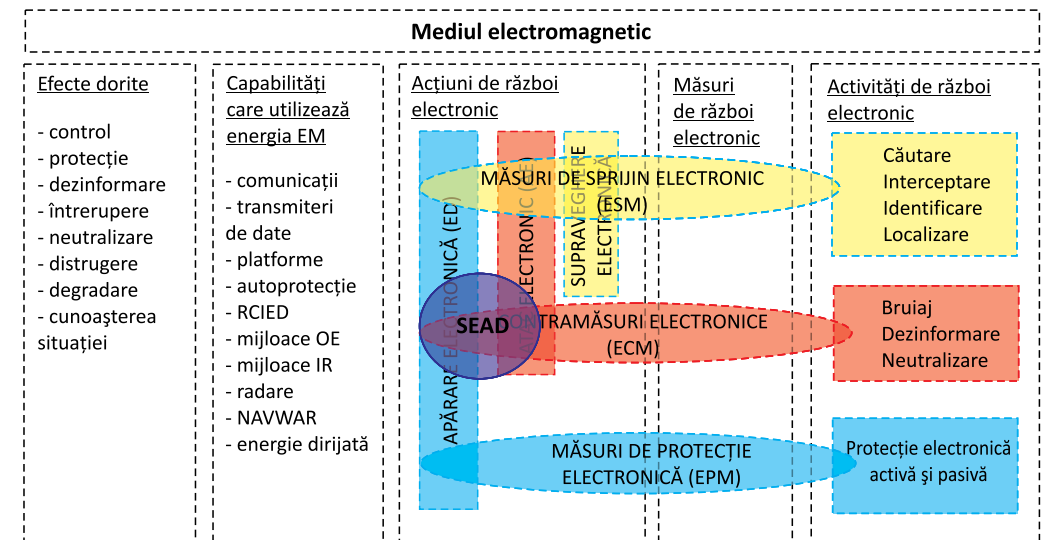 Mediul electromagnetic
Efecte dorite
- control
- protecție
- dezinformare
- întrerupere
- neutralizare
- distrugere
- degradare
- cunoaşterea
situației
Capabilități
care utilizează
energia EM
- comunicații
- transmiteri
de date
- platforme
- autoprotecție
- RCIED
- mijloace OE
- mijloace IR
- radare
- NAVWAR
- energie dirijată
Acțiuni de război
electronic
APĂRARE ELECTRONICĂ (ED)
ELECTRONIC
SUPRAVEGHERE
ELECTRONICĂ
MĂSURI DE SPRIJIN ELECTRONIC
(ESM)
SEAD
CONTRAMĂSURI ELECTRONICE
(ECM)
MĂSURI DE PROTECȚIE
ELECTRONICĂ (EPM)
Măsuri
de război
electronic
Activități de război
electronic
Căutare
Interceptare
Identificare
Localizare
Bruiaj
Dezinformare
Neutralizare
Protecție electronică
activă şi pasivă